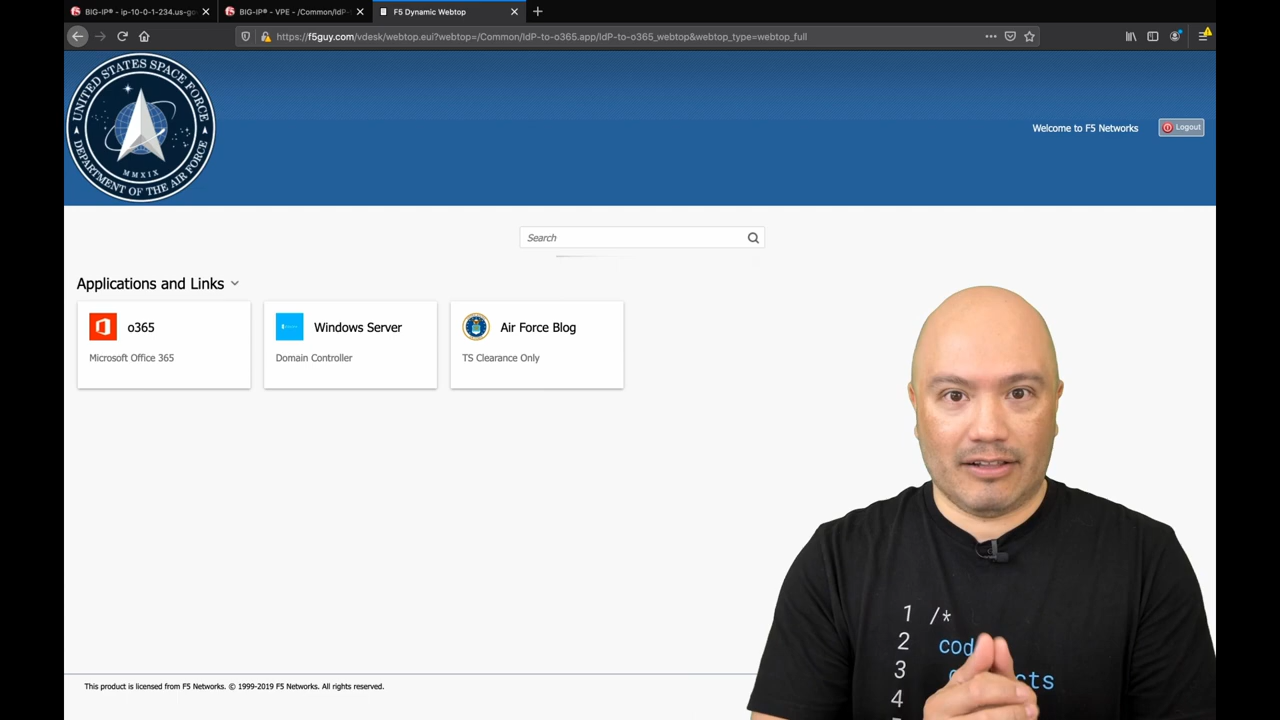 BIG-IP® - ip-10-0-1-234.us-go
BIG-IP® - VPE - /Common/IdP-
F5 Dynamic Webtop
https://f5guy.com/vdesk/webtop.eui?webtop=/Common/IdP-to-o365.app/IdP-to-o365_webtop&webtop_type=webtop_full
UNITED STATES SPACE FORCE
MMXIX
DEPARTMENT OF THE AIR FORCE
Welcome to F5 Networks
Logout
Search
Applications and Links
o365
Microsoft Office 365
Windows Server
Domain Controller
Air Force Blog
TS Clearance Only
1 /*
2 cod
3 cts
4
This product is licensed from F5 Networks. © 1999-2019 F5 Networks. All rights reserved.